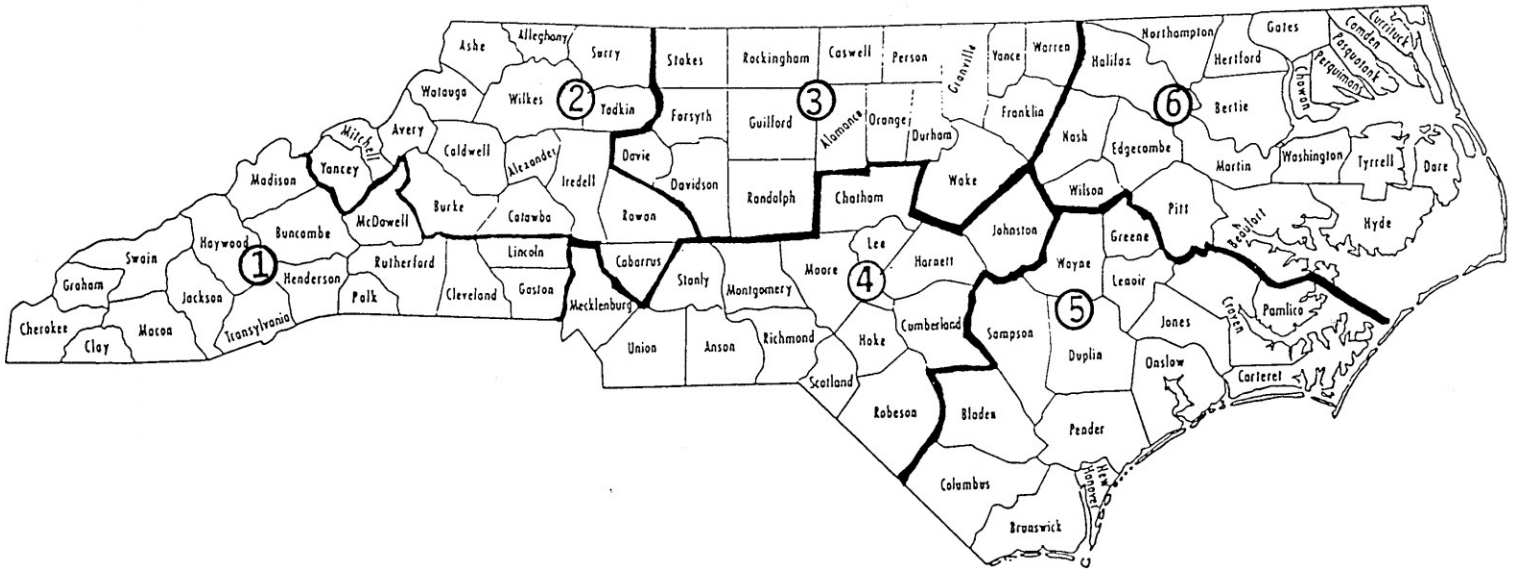 Ashe
Alleghany
Surry
Stokes
Rockingham
Caswell
Person
Granville
Vance
Warren
Northampton
Gates
Camden
Currituck
Pasquotank
Perquimans
Chowan
Halifax
Hertford
Watauga
Wilkes
2
Yadkin
Forsyth
Guilford
3
Alamance
Orange
Durham
Franklin
Nash
6
Bertie
Edgecombe
Mitchell
Avery
Caldwell
Alexander
Iredell
Davie
Davidson
Randolph
Chatham
Wake
Wilson
Martin
Washington
Tyrrell
Dare
Madison
Yancey
McDowell
Burke
Catawba
Rowan
Johnston
Greene
Pitt
Beaufort
Hyde
Swain
Haywood
Buncombe
1
Henderson
Rutherford
Lincoln
Cabarrus
Stanly
Montgomery
Moore
Lee
4
Harnett
Wayne
Lenoir
Graham
Jackson
Transylvania
Polk
Cleveland
Gaston
Mecklenburg
5
Craven
Pamlico
Cherokee
Clay
Macon
Union
Anson
Richmond
Scotland
Hoke
Cumberland
Sampson
Duplin
Jones
Onslow
Carteret
Robeson
Bladen
Pender
Columbus
New
Hanover
Brunswick